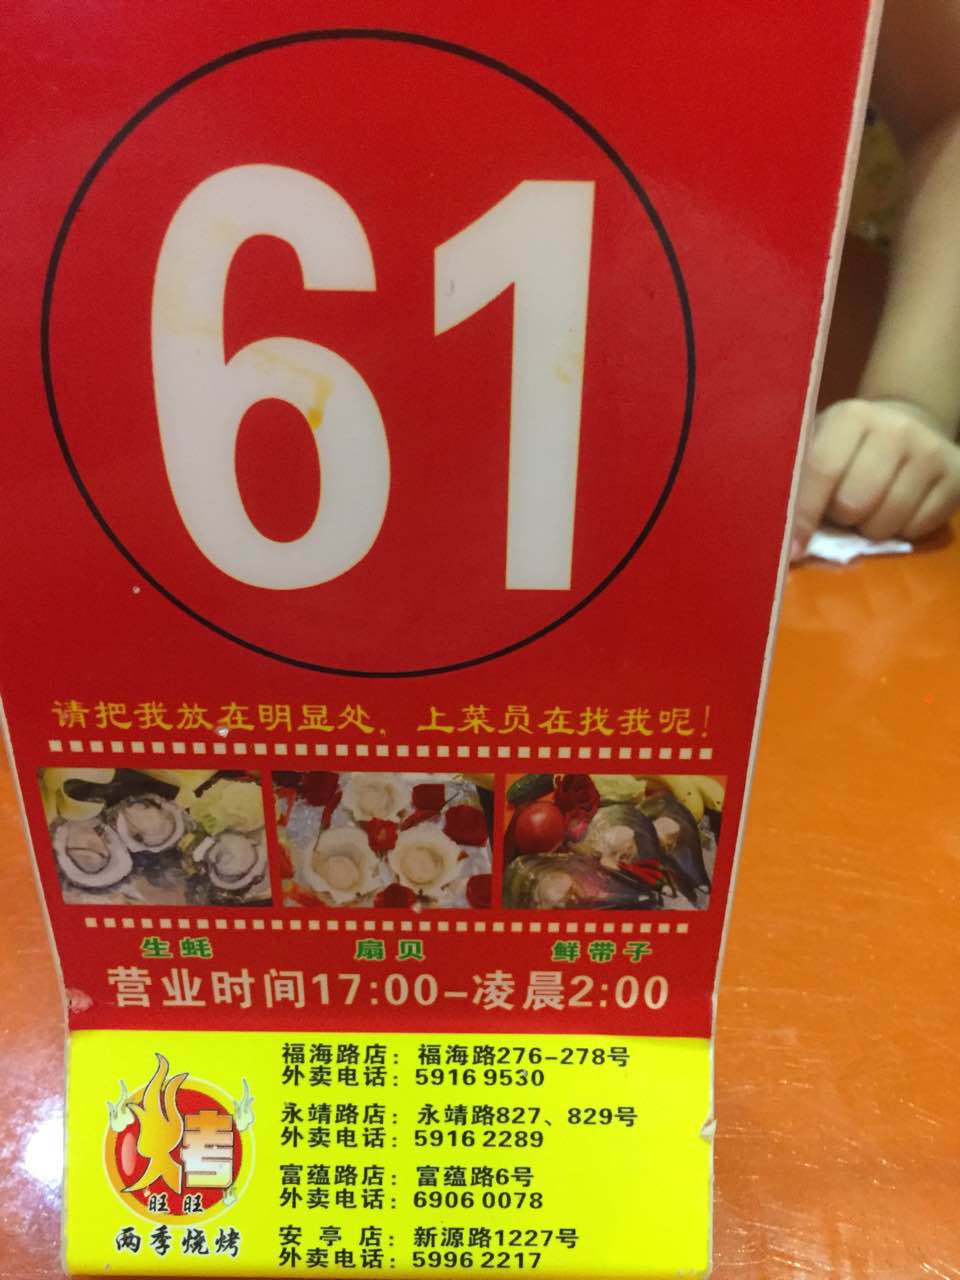 61
请把我放在明显处，上菜员在找我呢！
生蚝 扇贝 鲜带子
营业时间17:00-凌晨2:00
福海路店：福海路276-278号
外卖电话：5916 9530
永靖路店：永靖路827、829号
外卖电话：5916 2289
富蕴路店：富蕴路6号
外卖电话：6906 0078
安亭店：新源路1227号
外卖电话：5996 2217
烤
旺旺
两季烧烤